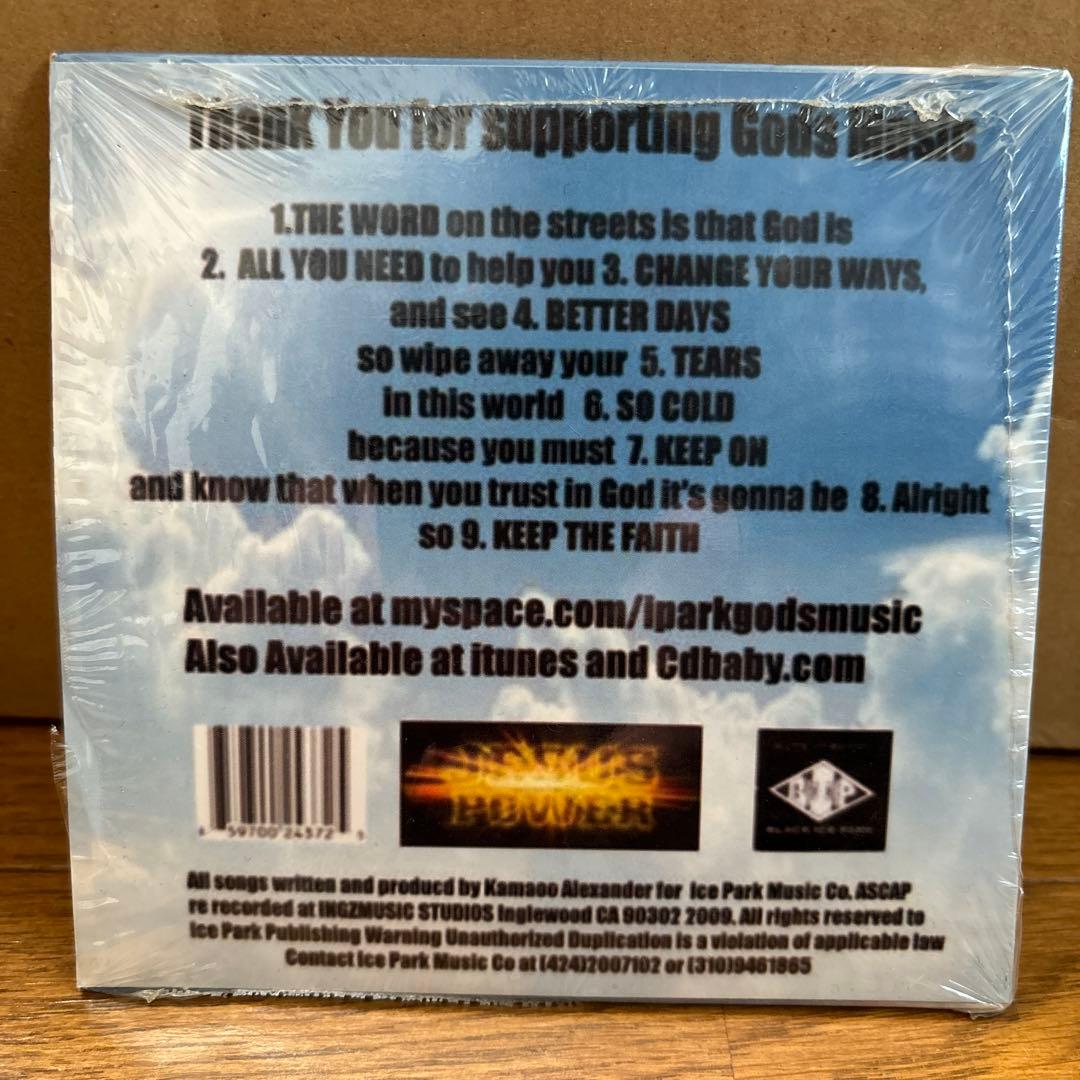 Thank You for supporting Gods Music
1.THE WORD on the streets is that God is
2. ALL YOU NEED to help you 3. CHANGE YOUR WAYS,
and see 4. BETTER DAYS
so wipe away your 5. TEARS
in this world 6. SO COLD
because you must 7. KEEP ON
and know that when you trust in God it's gonna be 8. Alright
so 9. KEEP THE FAITH
Available at myspace.com/Iparkgodsmusic
Also Available at itunes and Cdbaby.com
POWER
B I P
BLACK ICE PARK
59700 24572
All songs written and producd by Kamaoo Alexander for Ice Park Music Co. ASCAP
re recorded at INGZMUSIC STUDIOS Inglewood CA 90302 2009. All rights reserved to
Ice Park Publishing Warning Unauthorized Duplication is a violation of applicable law
Contact Ice Park Music Co at (424)2007102 or (310)9461865